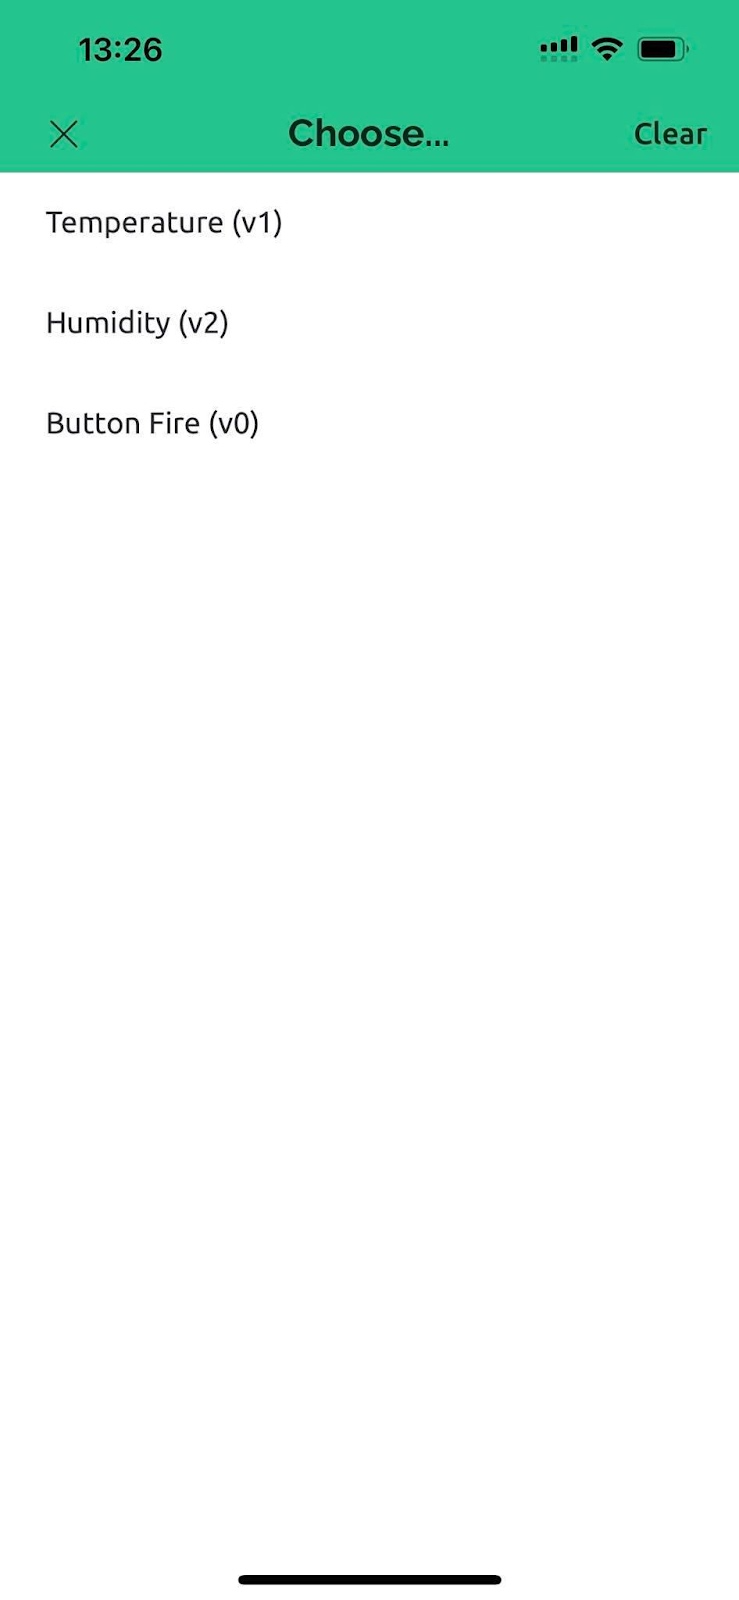 13:26
Choose...
Clear
Temperature (v1)
Humidity (v2)
Button Fire (v0)